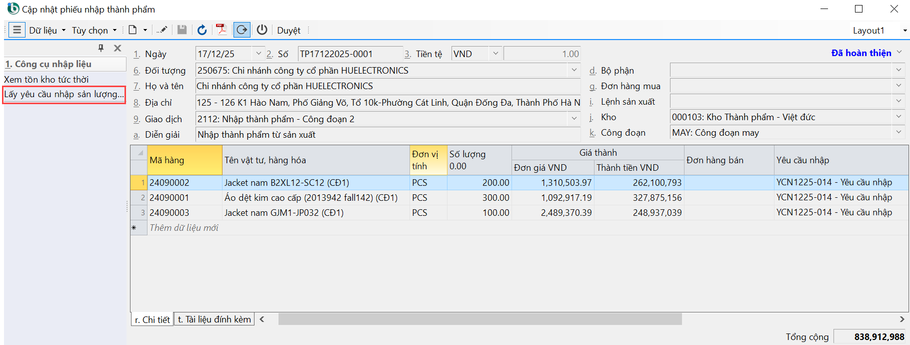 Cập nhật phiếu nhập thành phẩm
Dữ liệu Tùy chọn Duyệt Layout1
1. Công cụ nhập liệu
Xem tồn kho tức thời
Lấy yêu cầu nhập sản lượng...
1. Ngày 17/12/25 2. Số TP17122025-0001 3. Tiền tệ VND 1.00 Đã hoàn thiện
6. Đối tượng 250675: Chi nhánh công ty cổ phần HUELECTRONICS d. Bộ phận
7. Họ và tên Chi nhánh công ty cổ phần HUELECTRONICS g. Đơn hàng mua
8. Địa chỉ 125 - 126 K1 Hào Nam, Phố Giảng Võ, Tổ 10k-Phường Cát Linh, Quận Đống Đa, Thành Phố Hà N i. Lệnh sản xuất
9. Giao dịch 2112: Nhập thành phẩm - Công đoạn 2 j. Kho 000103: Kho Thành phẩm - Việt đức
a. Diễn giải Nhập thành phẩm từ sản xuất k. Công đoạn MAY: Công đoạn may
Mã hàng Tên vật tư, hàng hóa Đơn vị tính Số lượng 0.00 Giá thành Đơn giá VND Thành tiền VND Đơn hàng bán Yêu cầu nhập
1 24090002 Jacket nam B2XL12-SC12 (CĐ1) PCS 200.00 1,310,503.97 262,100,793 YCN1225-014 - Yêu cầu nhập
2 24090001 Áo dệt kim cao cấp (2013942 fall142) (CĐ1) PCS 300.00 1,092,917.19 327,875,156 YCN1225-014 - Yêu cầu nhập
3 24090003 Jacket nam GJM1-JP032 (CĐ1) PCS 100.00 2,489,370.39 248,937,039 YCN1225-014 - Yêu cầu nhập
* Thêm dữ liệu mới
r. Chi tiết t. Tài liệu đính kèm
Tổng cộng 838,912,988